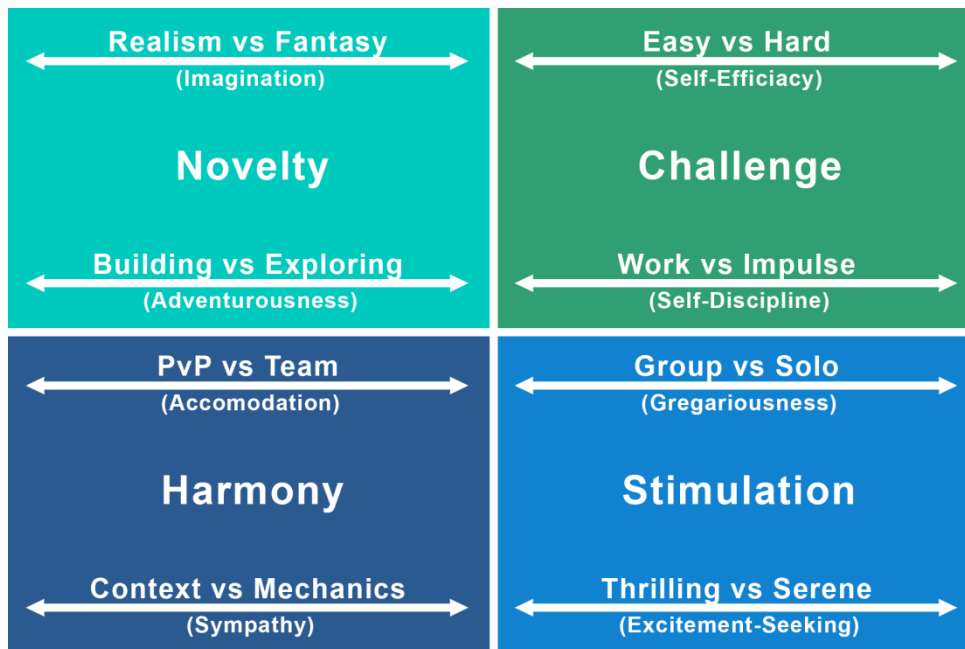 Realism vs Fantasy
(Imagination)
Novelty
Building vs Exploring
(Adventurousness)
Easy vs Hard
(Self-Efficiacy)
Challenge
Work vs Impulse
(Self-Discipline)
PvP vs Team
(Accomodation)
Harmony
Context vs Mechanics
(Sympathy)
Group vs Solo
(Gregariousness)
Stimulation
Thrilling vs Serene
(Excitement-Seeking)